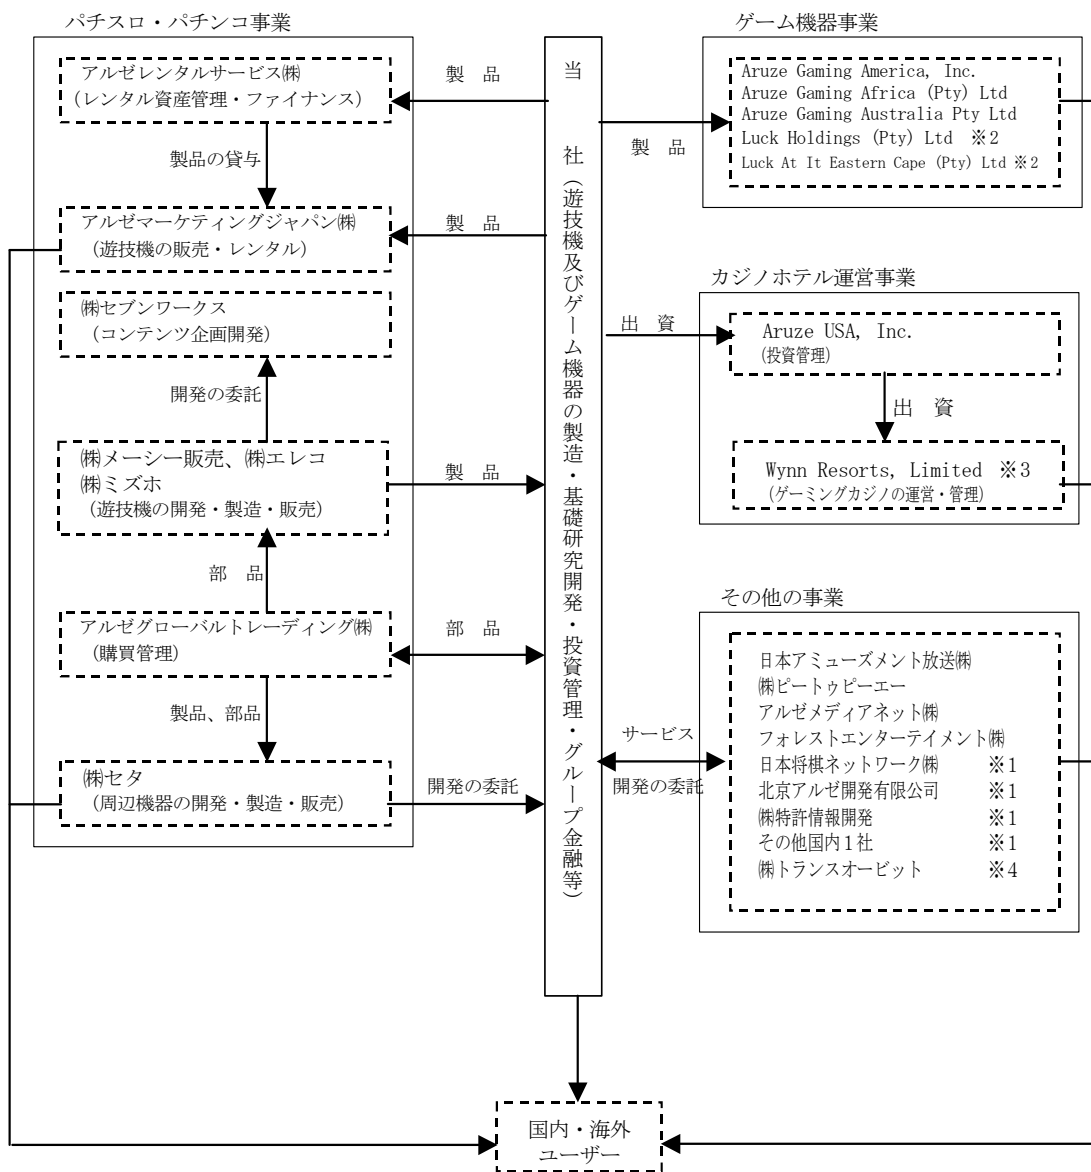 パチスロ・パチンコ事業
アルゼレンタルサービス㈱
(レンタル資産管理・ファイナンス)
製品の貸与
アルゼマーケティングジャパン㈱
(遊技機の販売・レンタル)
㈱セブンワークス
(コンテンツ企画開発)
開発の委託
㈱メーシー販売、㈱エレコ
㈱ミズホ
(遊技機の開発・製造・販売)
部 品
アルゼグローバルトレーディング㈱
(購買管理)
製品、部品
㈱セタ
(周辺機器の開発・製造・販売)
製 品
製 品
製 品
部 品
開発の委託
当 社(遊技機及びゲーム機器の製造・基礎研究開発・投資管理・グループ金融等)
製 品
出 資
サービス
開発の委託
ゲーム機器事業
Aruze Gaming America, Inc.
Aruze Gaming Africa (Pty) Ltd
Aruze Gaming Australia Pty Ltd
Luck Holdings (Pty) Ltd ※2
Luck At It Eastern Cape (Pty) Ltd ※2
カジノホテル運営事業
Aruze USA, Inc.
(投資管理)
出 資
Wynn Resorts, Limited ※3
(ゲーミングカジノの運営・管理)
その他の事業
日本アミューズメント放送㈱
㈱ピートゥピーエー
アルゼメディアネット㈱
フォレストエンターテイメント㈱
日本将棋ネットワーク㈱ ※1
北京アルゼ開発有限公司 ※1
㈱特許情報開発 ※1
その他国内1社 ※1
㈱トランスオービット ※4
国内・海外
ユーザー